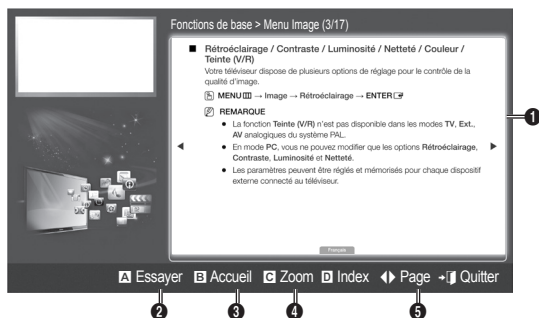 Fonctions de base > Menu Image (3/17)
■ Rétroéclairage / Contraste / Luminosité / Netteté / Couleur /
Teinte (V/R)
Votre téléviseur dispose de plusieurs options de réglage pour le contrôle de la
qualité d'image.
MENU → Image → Rétroéclairage → ENTER
REMARQUE
● La fonction Teinte (V/R) n'est pas disponible dans les modes TV, Ext.,
AV analogiques du système PAL.
● En mode PC, vous ne pouvez modifier que les options Rétroéclairage,
Contraste, Luminosité et Netteté.
● Les paramètres peuvent être réglés et mémorisés pour chaque dispositif
externe connecté au téléviseur.
◀ ▶
1
Français
A Essayer B Accueil C Zoom D Index ◀▶ Page Quitter
2 3 4 5